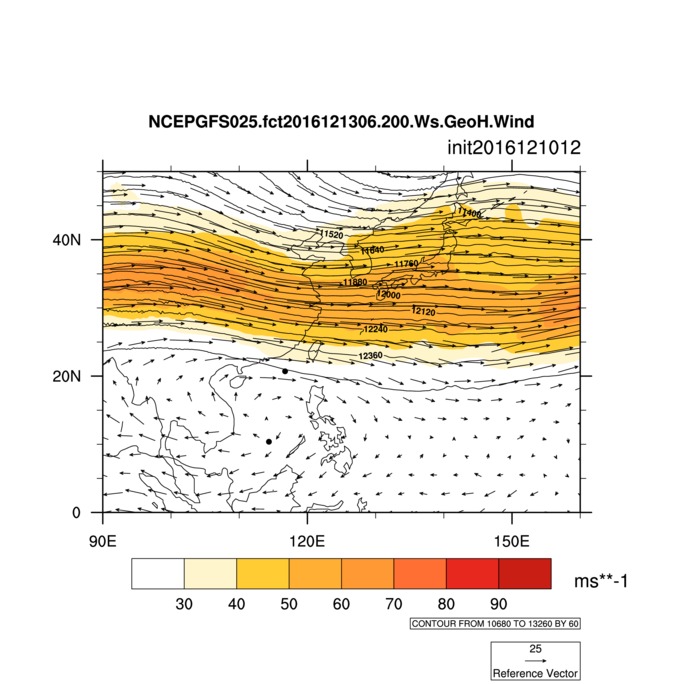 NCEPGFS025.fct2016121306.200.Ws.GeoH.Wind
init2016121012
11400
11520
40N
11640
11760
11880
12000
12120
12240
12360
20N
0
90E 120E 150E
ms**-1
30 40 50 60 70 80 90
CONTOUR FROM 10680 TO 13260 BY 60
25
Reference Vector